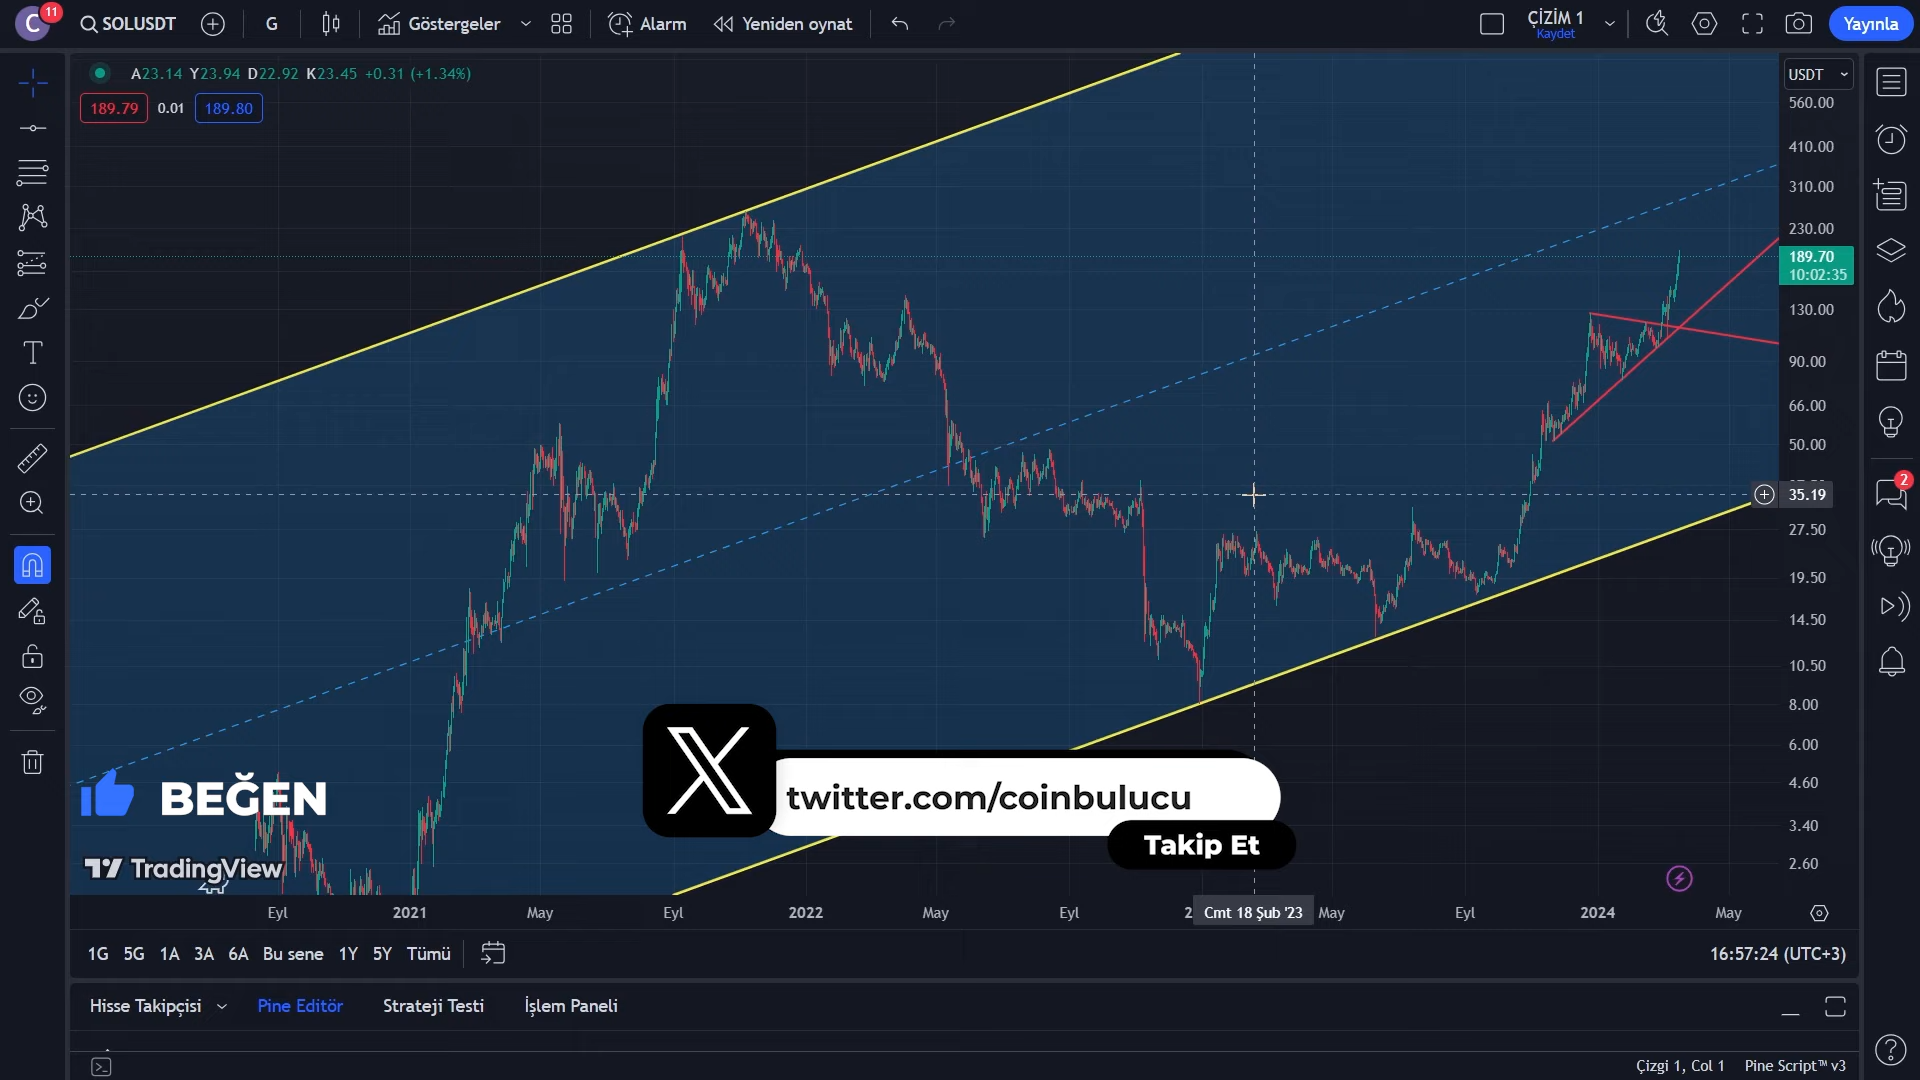 C 11 SOLUSDT G Göstergeler Alarm Yeniden oynat ÇİZİM 1 Kaydet Yayınla
A23.14 Y23.94 D22.92 K23.45 +0.31 (+1.34%)
189.79 0.01 189.80
USDT
560.00
410.00
310.00
230.00
189.70
10:02:35
130.00
90.00
66.00
50.00
35.19
27.50
19.50
14.50
10.50
8.00
6.00
4.60
3.40
2.60
2
BEĞEN
twitter.com/coinbulucu
Takip Et
TradingView
Eyl 2021 May Eyl 2022 May Eyl 2 Cmt 18 Şub '23 May Eyl 2024 May
1G 5G 1A 3A 6A Bu sene 1Y 5Y Tümü 16:57:24 (UTC+3)
Hisse Takipçisi Pine Editör Strateji Testi İşlem Paneli
Çizgi 1, Col 1 Pine Script™ v3